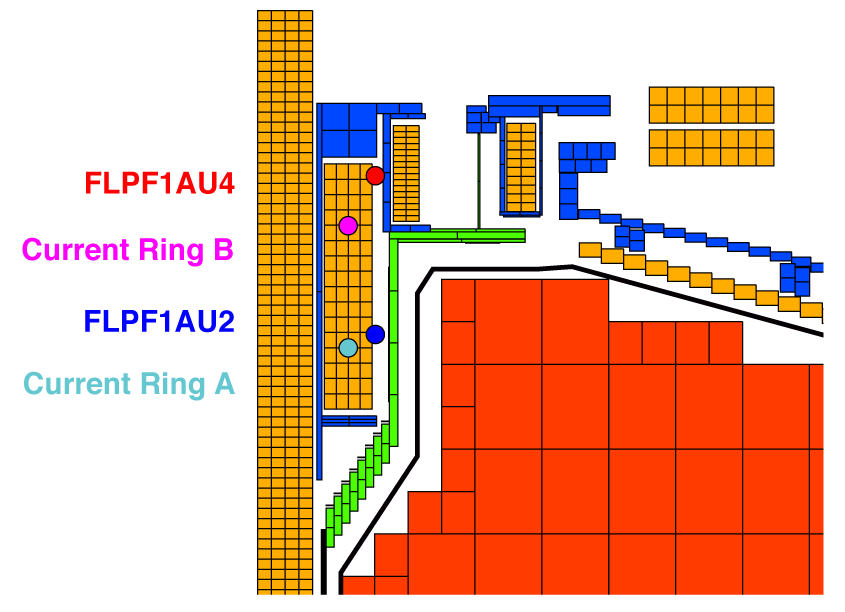 FLPF1AU4
Current Ring B
FLPF1AU2
Current Ring A